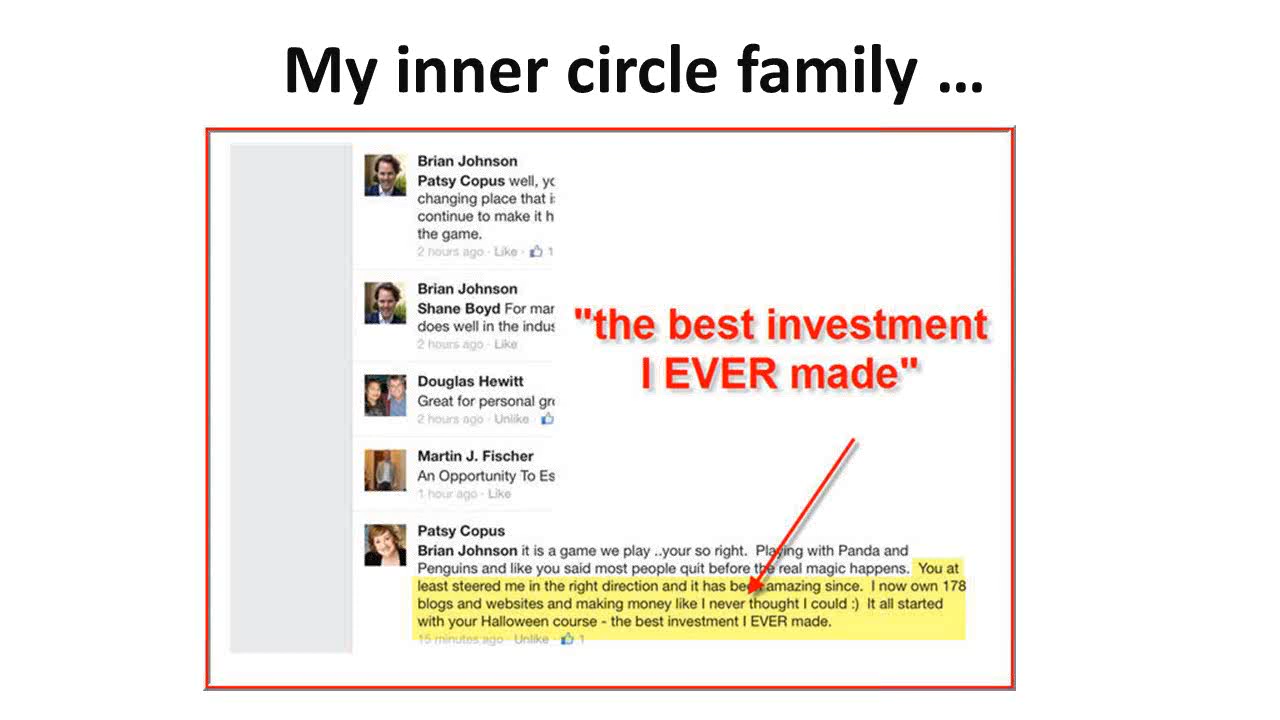 My inner circle family ...
Brian Johnson
Patsy Copus well, yo
changing place that i
continue to make it h
the game.
2 hours ago · Like · 1
Brian Johnson
Shane Boyd For mar
does well in the indus
2 hours ago · Like
"the best investment
I EVER made"
Douglas Hewitt
Great for personal gro
2 hours ago · Unlike ·
Martin J. Fischer
An Opportunity To Es
1 hour ago · Like
Patsy Copus
Brian Johnson it is a game we play ..your so right. Playing with Panda and
Penguins and like you said most people quit before the real magic happens. You at
least steered me in the right direction and it has been amazing since. I now own 178
blogs and websites and making money like I never thought I could :) It all started
with your Halloween course - the best investment I EVER made.
15 minutes ago · Unlike · 1